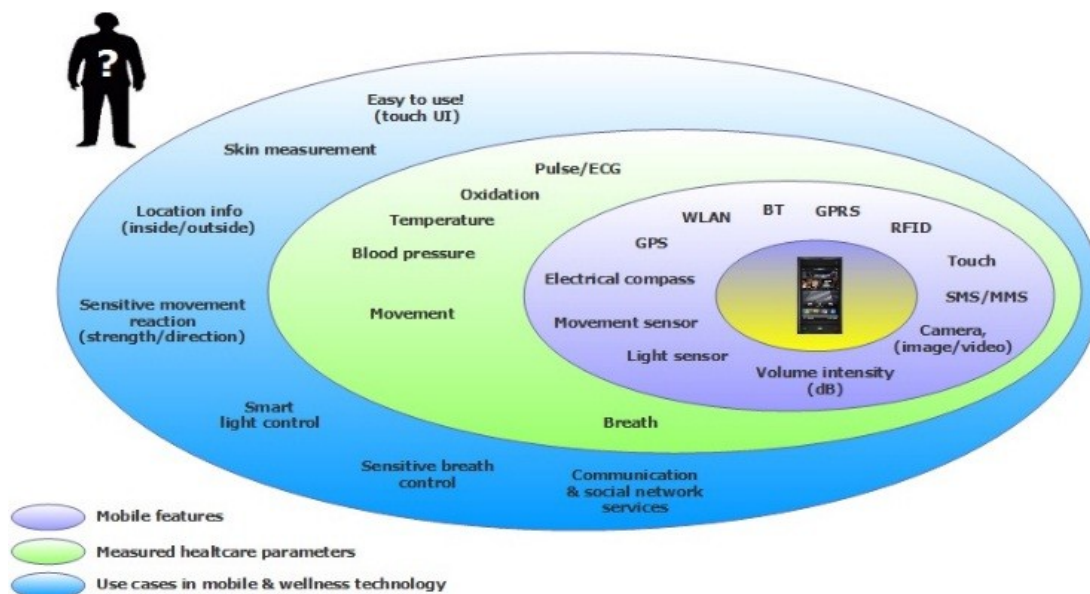 ?
Easy to use!
(touch UI)
Skin measurement
Pulse/ECG
Oxidation
Location info
(inside/outside)
Temperature
WLAN
BT
GPRS
RFID
GPS
Blood pressure
Touch
Electrical compass
SMS/MMS
Sensitive movement
reaction
(strength/direction)
Movement
Movement sensor
Camera,
(image/video)
Light sensor
Volume intensity
(dB)
Smart
light control
Breath
Sensitive breath
control
Communication
& social network
services
Mobile features
Measured healtcare parameters
Use cases in mobile & wellness technology